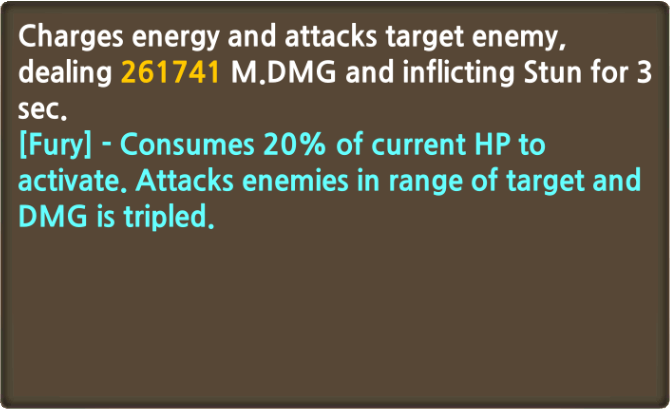 Charges energy and attacks target enemy,
dealing 261741 M.DMG and inflicting Stun for 3
sec.
[Fury] - Consumes 20% of current HP to
activate. Attacks enemies in range of target and
DMG is tripled.